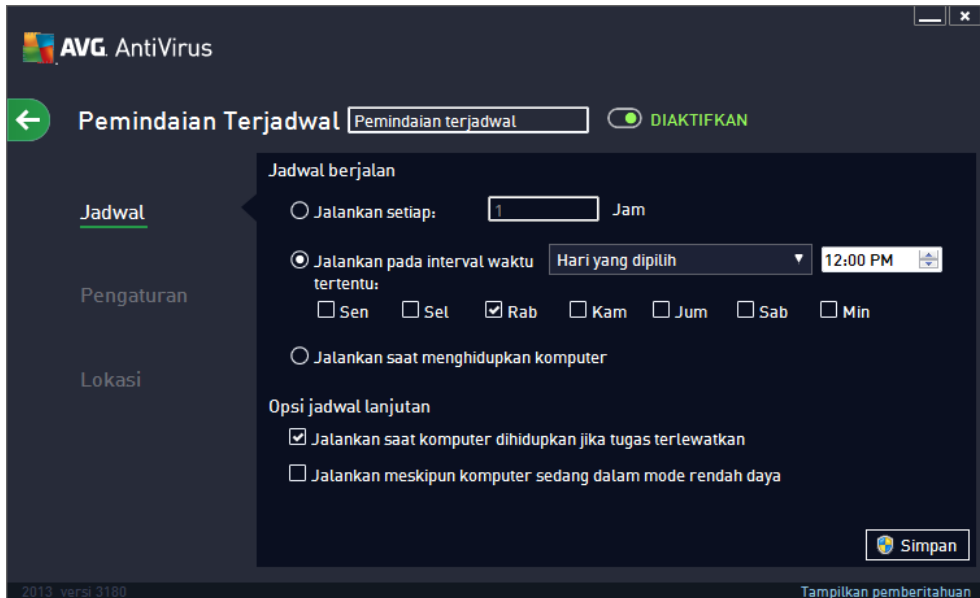 AVG. AntiVirus
Pemindaian Terjadwal Pemindaian terjadwal DIAKTIFKAN
Jadwal
Pengaturan
Lokasi
Jadwal berjalan
Jalankan setiap: 1 Jam
Jalankan pada interval waktu tertentu: Hari yang dipilih 12:00 PM
Sen Sel Rab Kam Jum Sab Min
Jalankan saat menghidupkan komputer
Opsi jadwal lanjutan
Jalankan saat komputer dihidupkan jika tugas terlewatkan
Jalankan meskipun komputer sedang dalam mode rendah daya
Simpan
2013 versi 3180
Tampilkan pemberitahuan